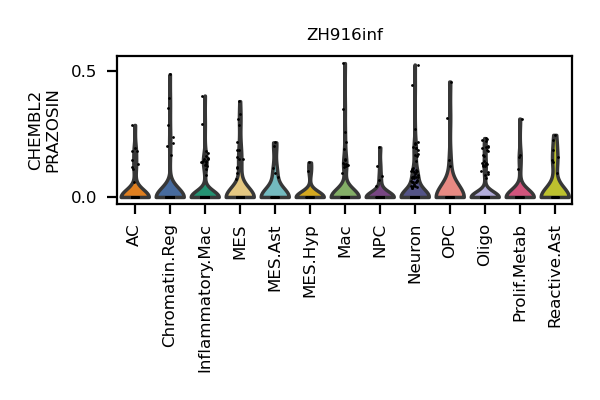 ZH916inf
CHEMBL2
PRAZOSIN
0.5
0.0
AC
Chromatin.Reg
Inflammatory.Mac
MES
MES.Ast
MES.Hyp
Mac
NPC
Neuron
OPC
Oligo
Prolif.Metab
Reactive.Ast